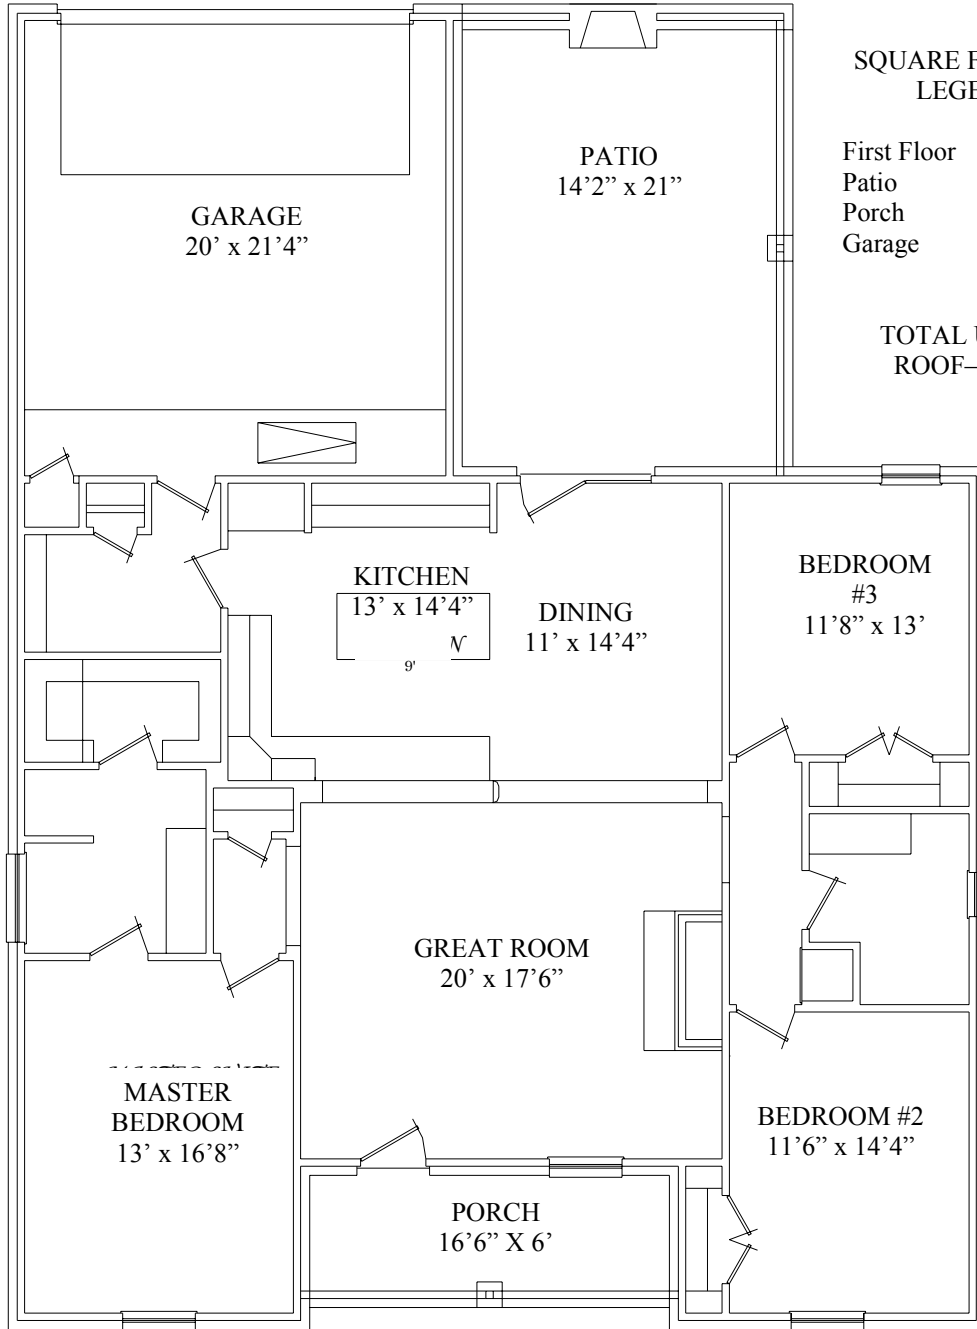 SQUARE F
LEGE
First Floor
Patio
Porch
Garage
TOTAL
ROOF–
PATIO
14’2” x 21”
GARAGE
20’ x 21’4”
KITCHEN
13’ x 14’4”
9'
DINING
11’ x 14’4”
BEDROOM
#3
11’8” x 13’
GREAT ROOM
20’ x 17’6”
MASTER
BEDROOM
13’ x 16’8”
BEDROOM #2
11’6” x 14’4”
PORCH
16’6” X 6’